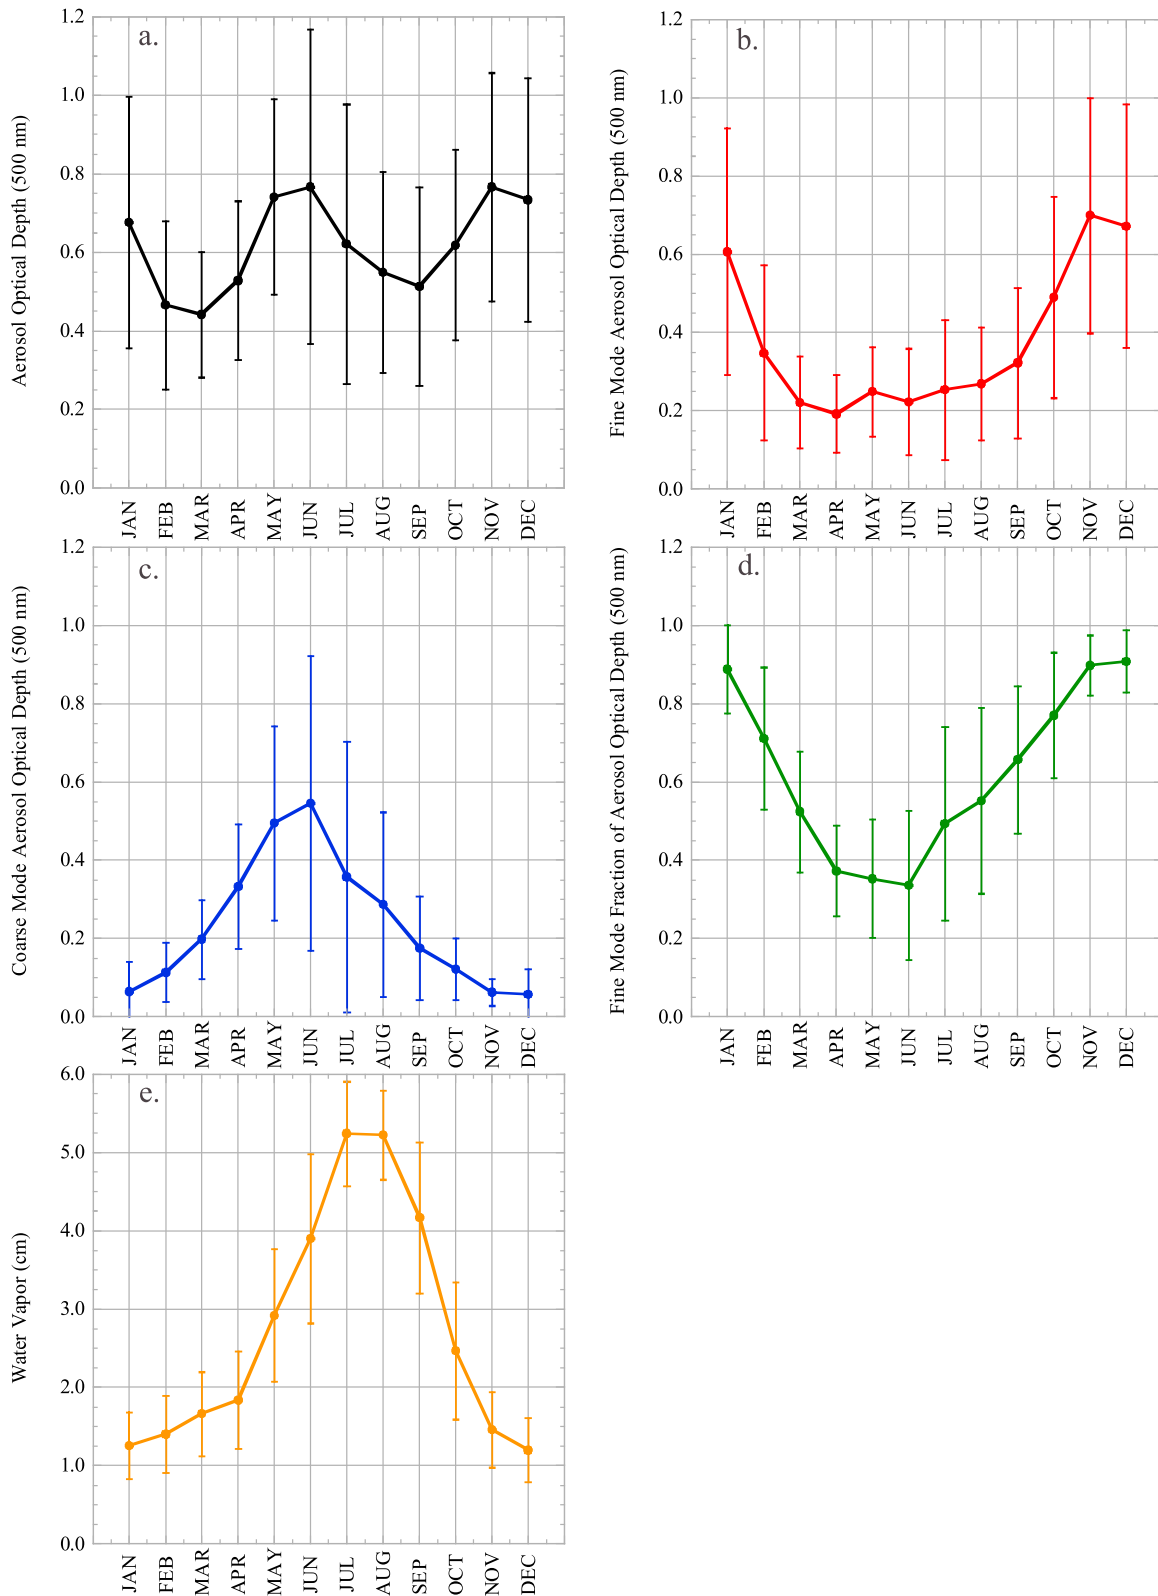 a.
Aerosol Optical Depth (500 nm)
1.2
1.0
0.8
0.6
0.4
0.2
0.0
JAN
FEB
MAR
APR
MAY
JUN
JUL
AUG
SEP
OCT
NOV
DEC
b.
Fine Mode Aerosol Optical Depth (500 nm)
1.2
1.0
0.8
0.6
0.4
0.2
0.0
JAN
FEB
MAR
APR
MAY
JUN
JUL
AUG
SEP
OCT
NOV
DEC
c.
Coarse Mode Aerosol Optical Depth (500 nm)
1.2
1.0
0.8
0.6
0.4
0.2
0.0
JAN
FEB
MAR
APR
MAY
JUN
JUL
AUG
SEP
OCT
NOV
DEC
d.
Fine Mode Fraction of Aerosol Optical Depth (500 nm)
1.2
1.0
0.8
0.6
0.4
0.2
0.0
JAN
FEB
MAR
APR
MAY
JUN
JUL
AUG
SEP
OCT
NOV
DEC
e.
Water Vapor (cm)
6.0
5.0
4.0
3.0
2.0
1.0
0.0
JAN
FEB
MAR
APR
MAY
JUN
JUL
AUG
SEP
OCT
NOV
DEC